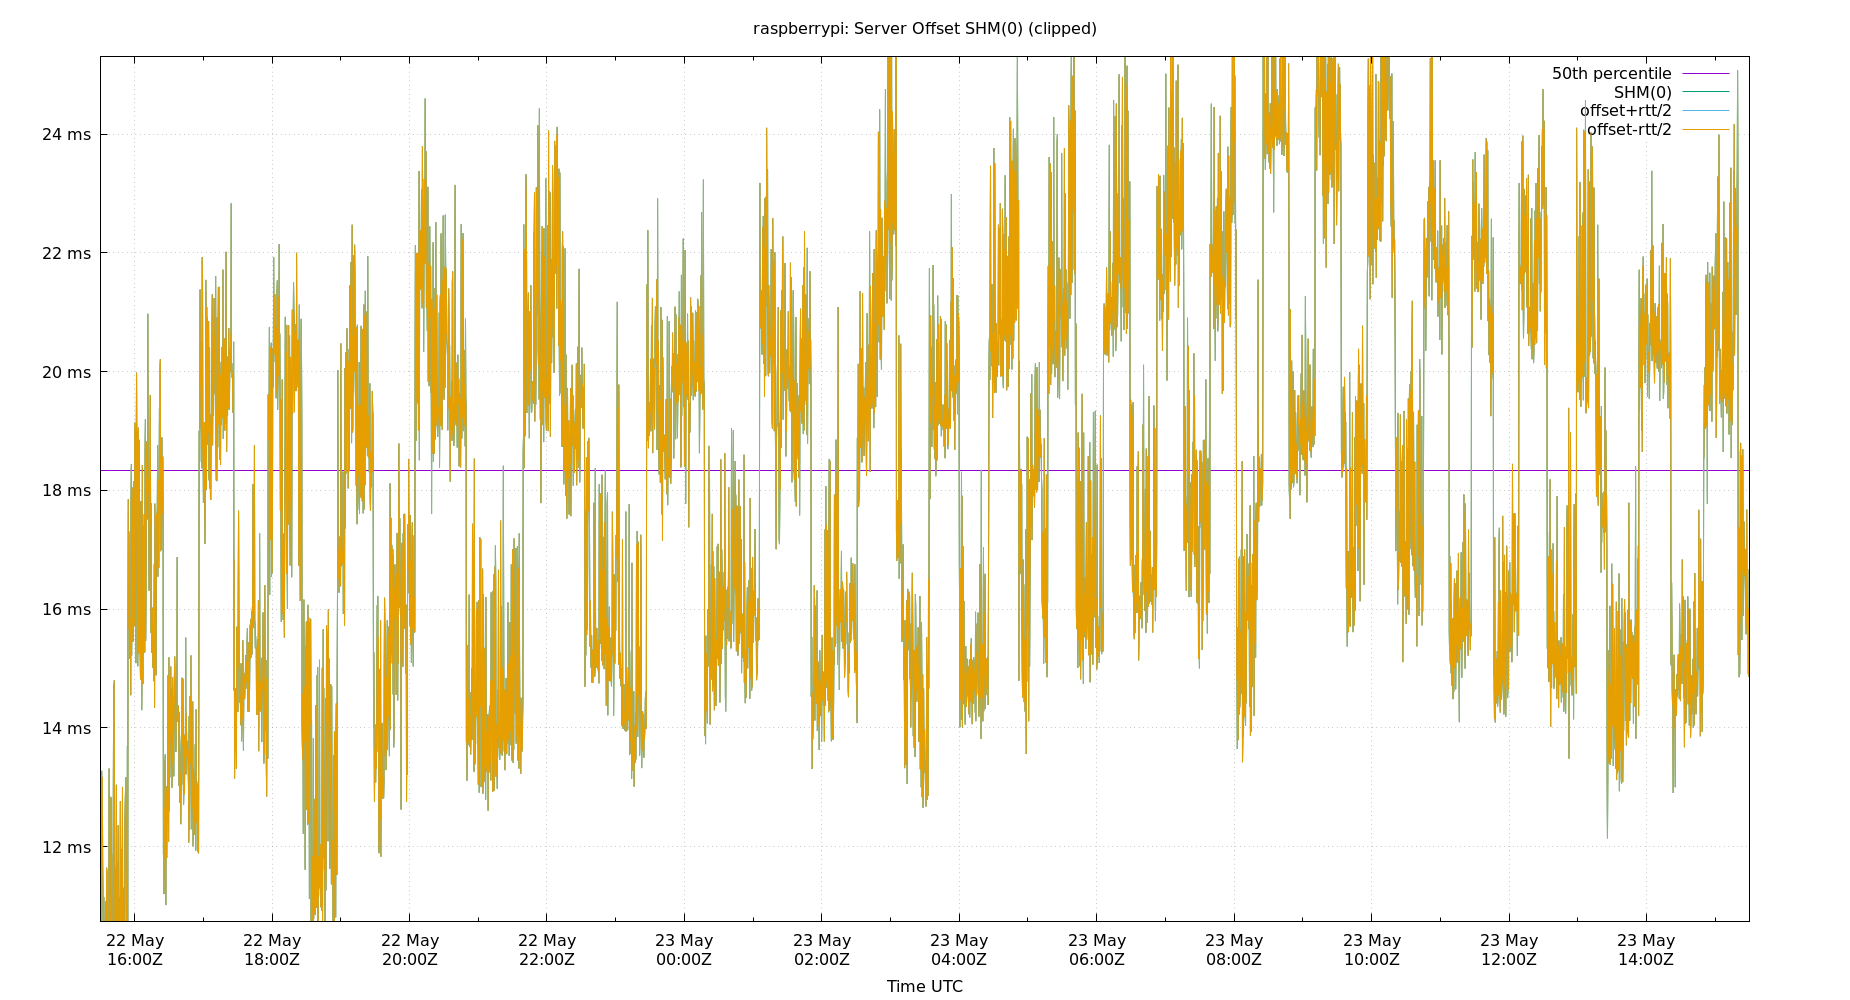 raspberrypi: Server Offset SHM(0) (clipped)
50th percentile
SHM(0)
offset+rtt/2
offset-rtt/2
24 ms
22 ms
20 ms
18 ms
16 ms
14 ms
12 ms
22 May 22 May 22 May 22 May 23 May 23 May 23 May 23 May 23 May 23 May 23 May 23 May
16:00Z 18:00Z 20:00Z 22:00Z 00:00Z 02:00Z 04:00Z 06:00Z 08:00Z 10:00Z 12:00Z 14:00Z
Time UTC